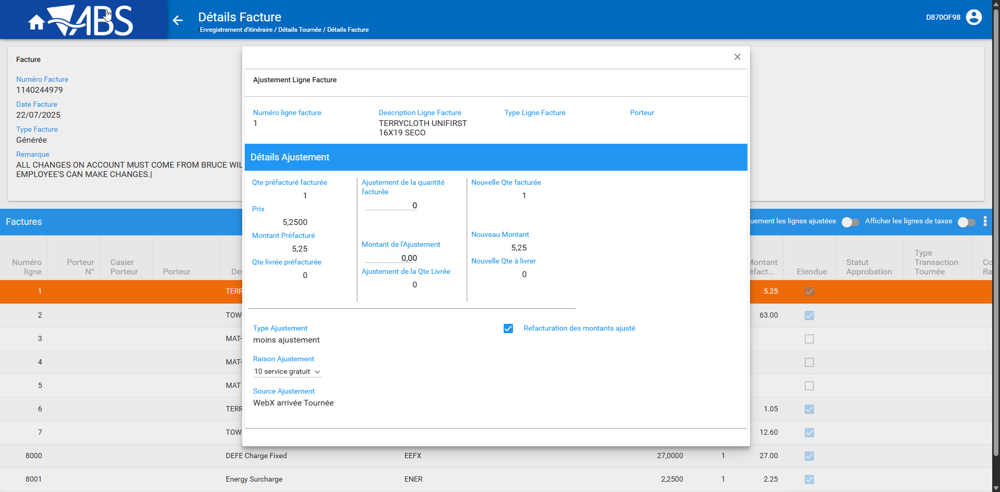 ABS
Détails Facture
Enregistrement d'itinéraire / Détails Tournée / Détails Facture
D870OF98
Facture
Numéro Facture
1140244979
Date Facture
22/07/2025
Type Facture
Générée
Remarque
ALL CHANGES ON ACCOUNT MUST COME FROM BRUCE WIL
EMPLOYEE'S CAN MAKE CHANGES.|
Ajustement Ligne Facture
Numéro ligne facture
1
Description Ligne Facture
TERRYCLOTH UNIFIRST
16X19 SECO
Type Ligne Facture
Porteur
Détails Ajustement
Qte préfacturé facturée
1
Prix
5,2500
Montant Préfacturé
5,25
Qte livrée préfacturée
0
Ajustement de la quantité
facturée
0
Montant de l'Ajustement
0,00
Ajustement de la Qte Livrée
0
Nouvelle Qte facturée
1
Nouveau Montant
5,25
Nouvelle Qte à livrer
0
Type Ajustement
moins ajustement
Refacturation des montants ajusté
Raison Ajustement
10 service gratuit
Source Ajustement
WebX arrivée Tournée
Factures
uement les lignes ajustées
Afficher les lignes de taxes
Numéro
ligne
Porteur
N°
Casier
Porteur
Porteur
Des
Montant
éfact...
Etendue
Statut
Approbation
Type
Transaction
Tournée
Co
Ra
1 TERR 5.25
2 TOW 63.00
3 MAT-
4 MAT-
5 MAT
6 TERR 1.05
7 TOW 12.60
8000 DEFE Charge Fixed EEFX 27,0000 1 27.00
8001 Energy Surcharge ENER 2,2500 1 2.25